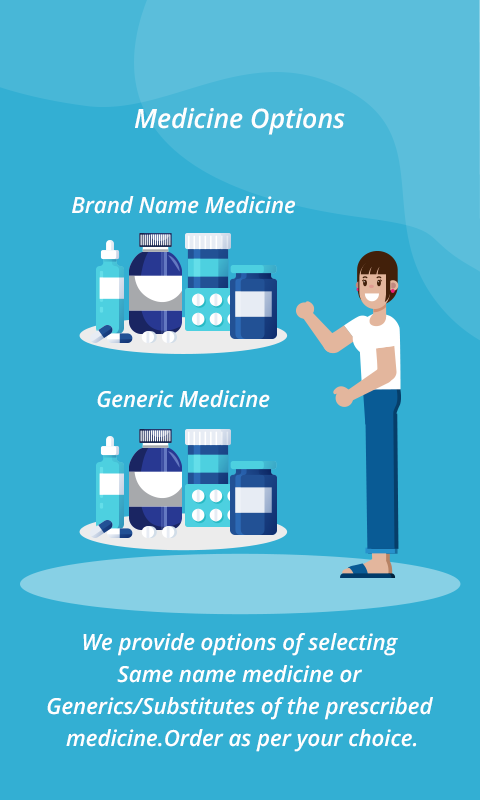 Medicine Options
Brand Name Medicine
Generic Medicine
We provide options of selecting
Same name medicine or
Generics/Substitutes of the prescribed
medicine.Order as per your choice.